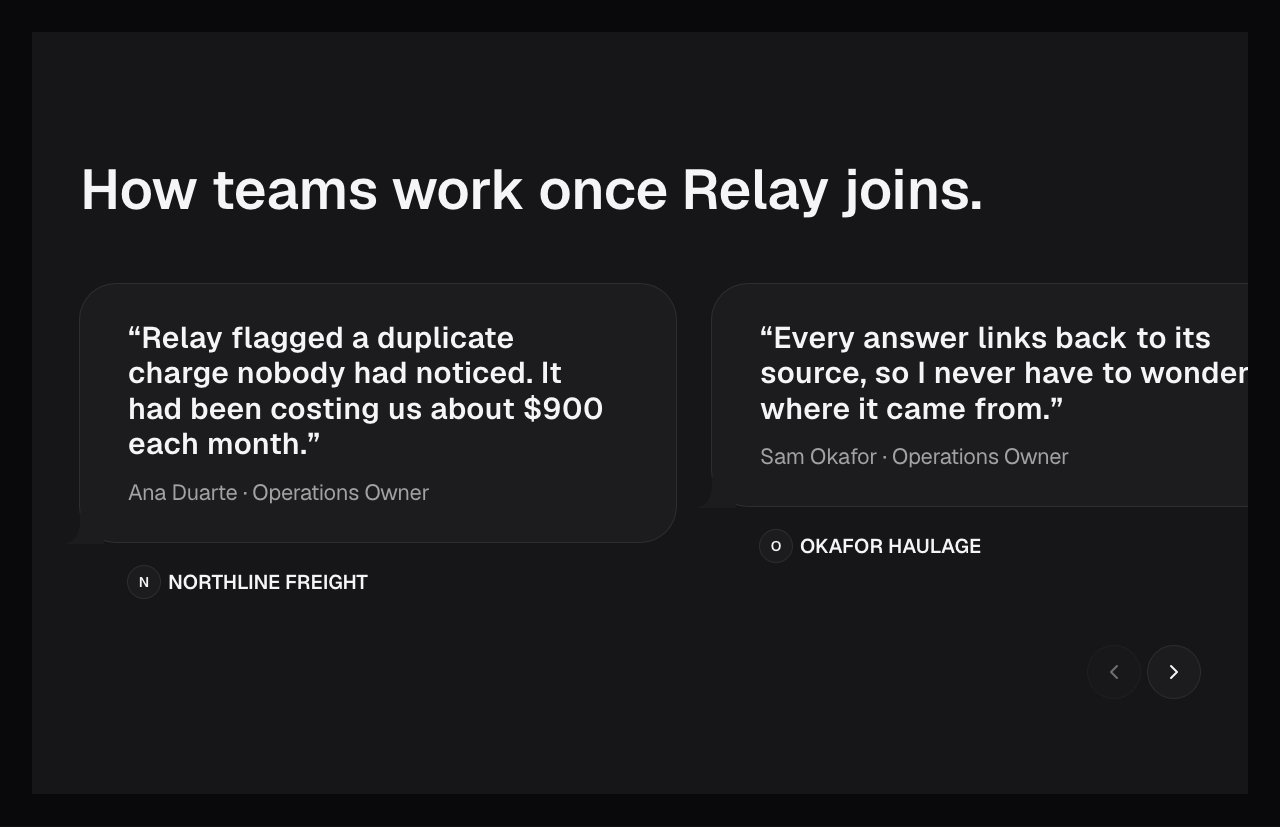 How teams work once Relay joins.
“Relay flagged a duplicate
charge nobody had noticed. It
had been costing us about $900
each month.”
Ana Duarte · Operations Owner
N NORTHLINE FREIGHT
“Every answer links back to its
source, so I never have to wonder
where it came from.”
Sam Okafor · Operations Owner
O OKAFOR HAULAGE